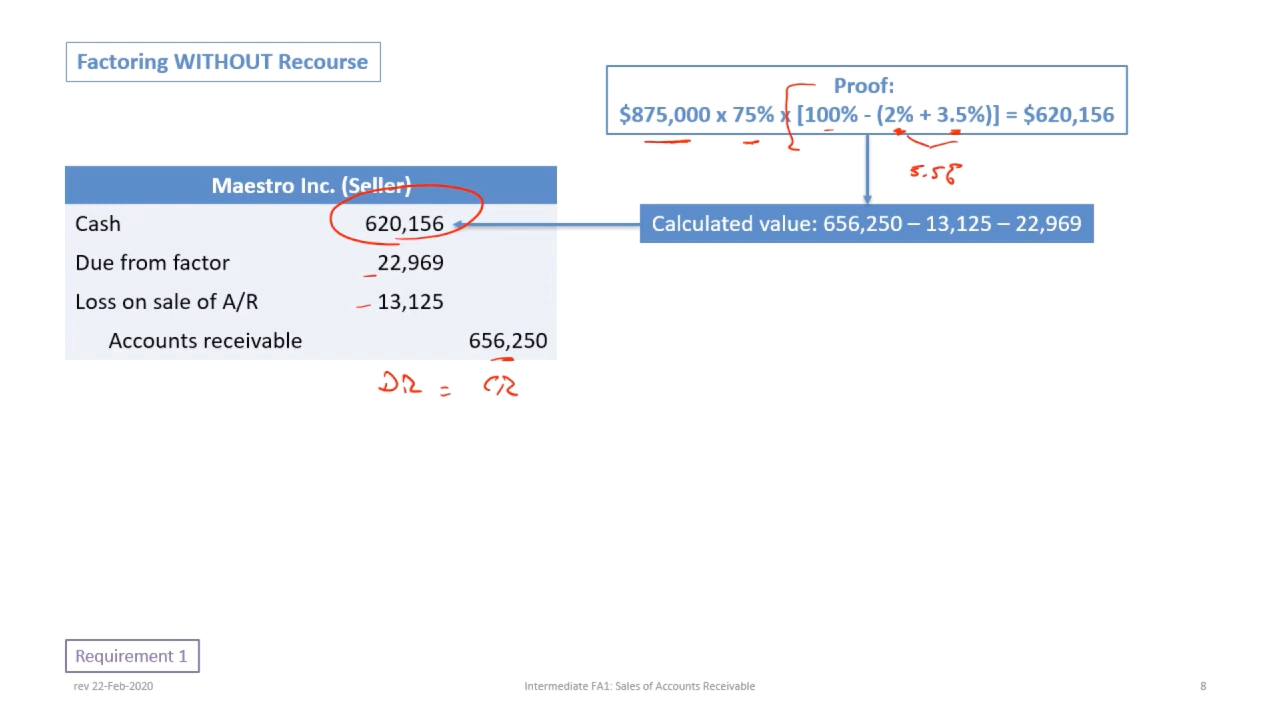 Factoring WITHOUT Recourse
Proof:
$875,000 x 75% x [100% - (2% + 3.5%)] = $620,156
Maestro Inc. (Seller)
Cash 620,156
Due from factor 22,969
Loss on sale of A/R 13,125
Accounts receivable 656,250
DR = CR
Calculated value: 656,250 – 13,125 – 22,969
Requirement 1
rev 22-Feb-2020
Intermediate FA1: Sales of Accounts Receivable
8